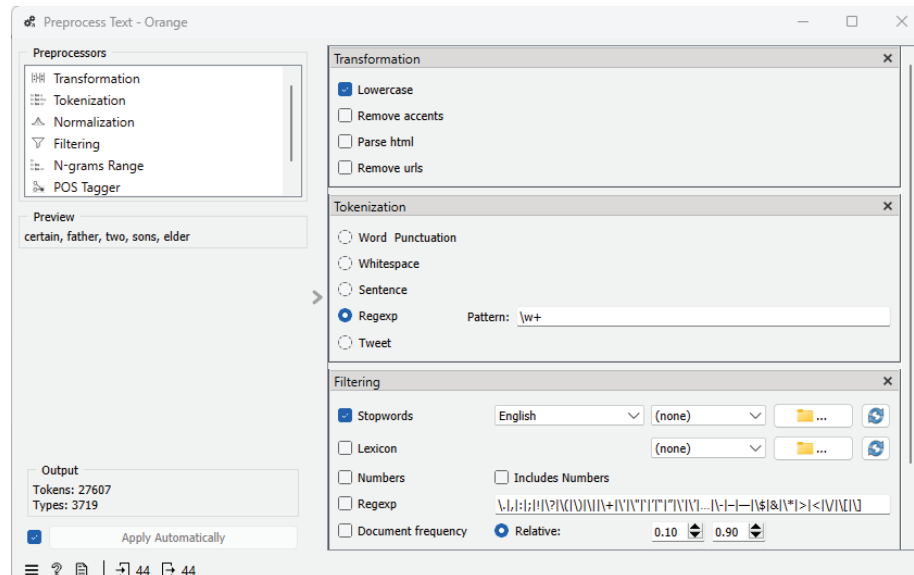 Preprocess Text - Orange
Preprocessors
Transformation
Tokenization
Normalization
Filtering
N-grams Range
POS Tagger
Preview
certain, father, two, sons, elder
Output
Tokens: 27607
Types: 3719
Apply Automatically
44 44
Transformation
Lowercase
Remove accents
Parse html
Remove urls
Tokenization
Word Punctuation
Whitespace
Sentence
Regexp Pattern: \w+
Tweet
Filtering
Stopwords English (none) ...
Lexicon (none) ...
Numbers Includes Numbers
Regexp
Document frequency Relative: 0.10 0.90